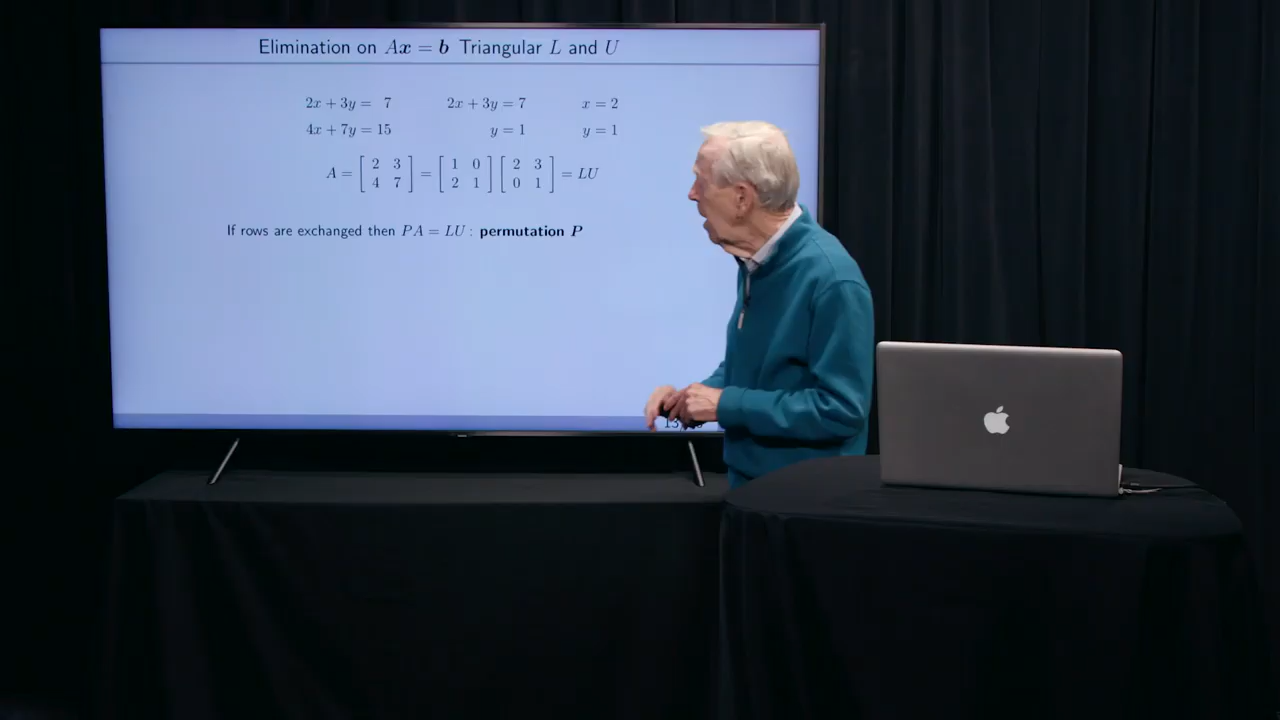 Elimination on Ax = b Triangular L and U
2x + 3y = 7 2x + 3y = 7 x = 2
4x + 7y = 15 y = 1 y = 1
A = [ 2 3 ; 4 7 ] = [ 1 0 ; 2 1 ] [ 2 3 ; 0 1 ] = LU
If rows are exchanged then PA = LU : permutation P